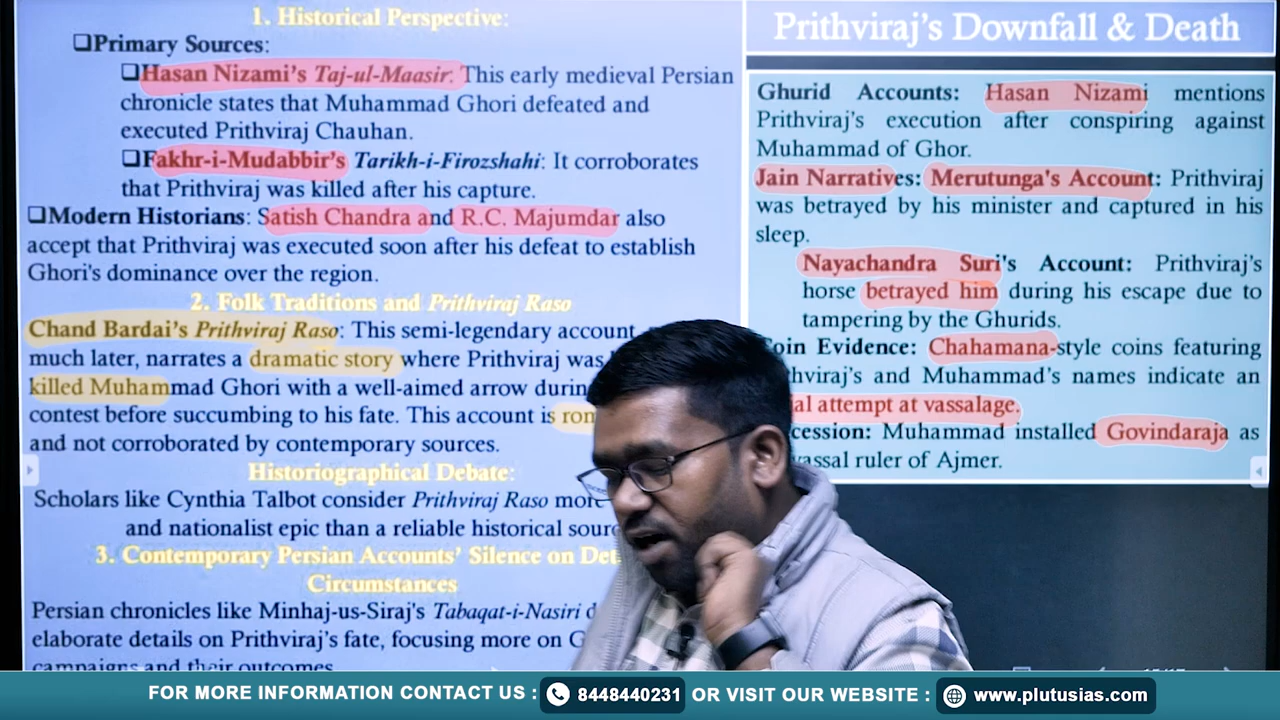 1. Historical Perspective:
❑Primary Sources:
❑Hasan Nizami's Taj-ul-Maasir: This early medieval Persian
chronicle states that Muhammad Ghori defeated and
executed Prithviraj Chauhan.
❑Fakhr-i-Mudabbir's Tarikh-i-Firozshahi: It corroborates
that Prithviraj was killed after his capture.
❑Modern Historians: Satish Chandra and R.C. Majumdar also
accept that Prithviraj was executed soon after his defeat to establish
Ghori's dominance over the region.
2. Folk Traditions and Prithviraj Raso
Chand Bardai's Prithviraj Raso: This semi-legendary account
much later, narrates a dramatic story where Prithviraj was
killed Muhammad Ghori with a well-aimed arrow
contest before succumbing to his fate. This account is
and not corroborated by contemporary sources.
Historiographical Debate:
Scholars like Cynthia Talbot consider Prithviraj Raso more
and nationalist epic than a reliable historical
3. Contemporary Persian Accounts' Silence on
Circumstances
Persian chronicles like Minhaj-us-Siraj's Tabaqat-i-Nasiri
elaborate details on Prithviraj's fate, focusing more on
campaigns and their outcomes
Prithviraj's Downfall & Death
Ghurid Accounts: Hasan Nizami mentions
Prithviraj's execution after conspiring against
Muhammad of Ghor.
Jain Narratives: Merutunga's Account: Prithviraj
was betrayed by his minister and captured in his
sleep.
Nayachandra Suri's Account: Prithviraj's
horse betrayed him during his escape due to
tampering by the Ghurids.
Evidence: Chahamana-style coins featuring
and Muhammad's names indicate an
attempt at vassalage.
Muhammad installed Govindaraja as
vassal ruler of Ajmer.
FOR MORE INFORMATION CONTACT US : 8448440231 OR VISIT OUR WEBSITE : www.plutusias.com